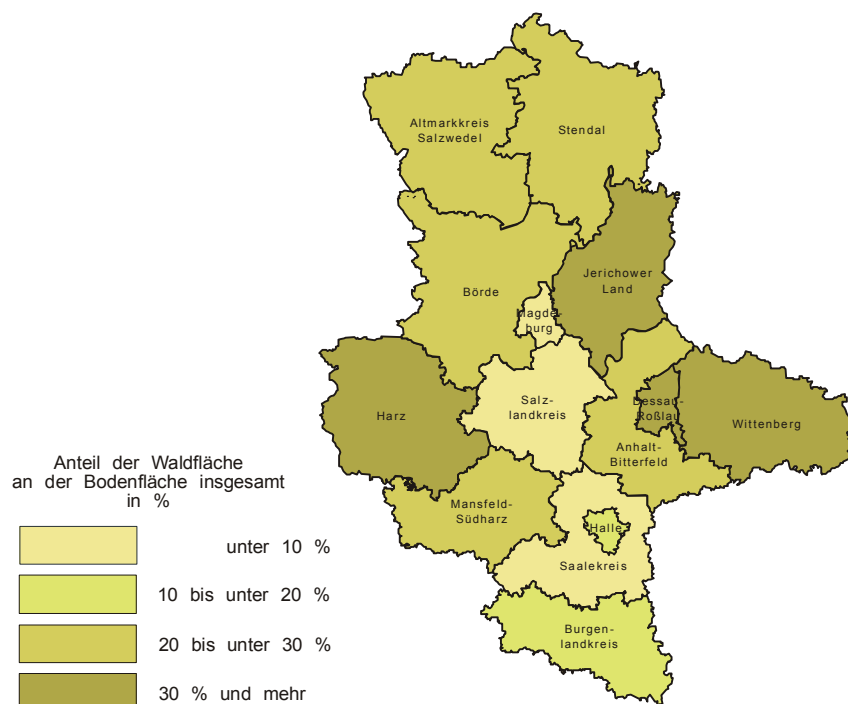 Altmarkkreis
Salzwedel
Stendal
Jerichower
Land
Börde
Magde-
burg
Salz-
landkreis
Harz
Dessau-
Roßlau
Wittenberg
Anhalt-
Bitterfeld
Mansfeld-
Südharz
Halle
Saalekreis
Burgen-
landkreis
Anteil der Waldfläche
an der Bodenfläche insgesamt
in %
unter 10 %
10 bis unter 20 %
20 bis unter 30 %
30 % und mehr